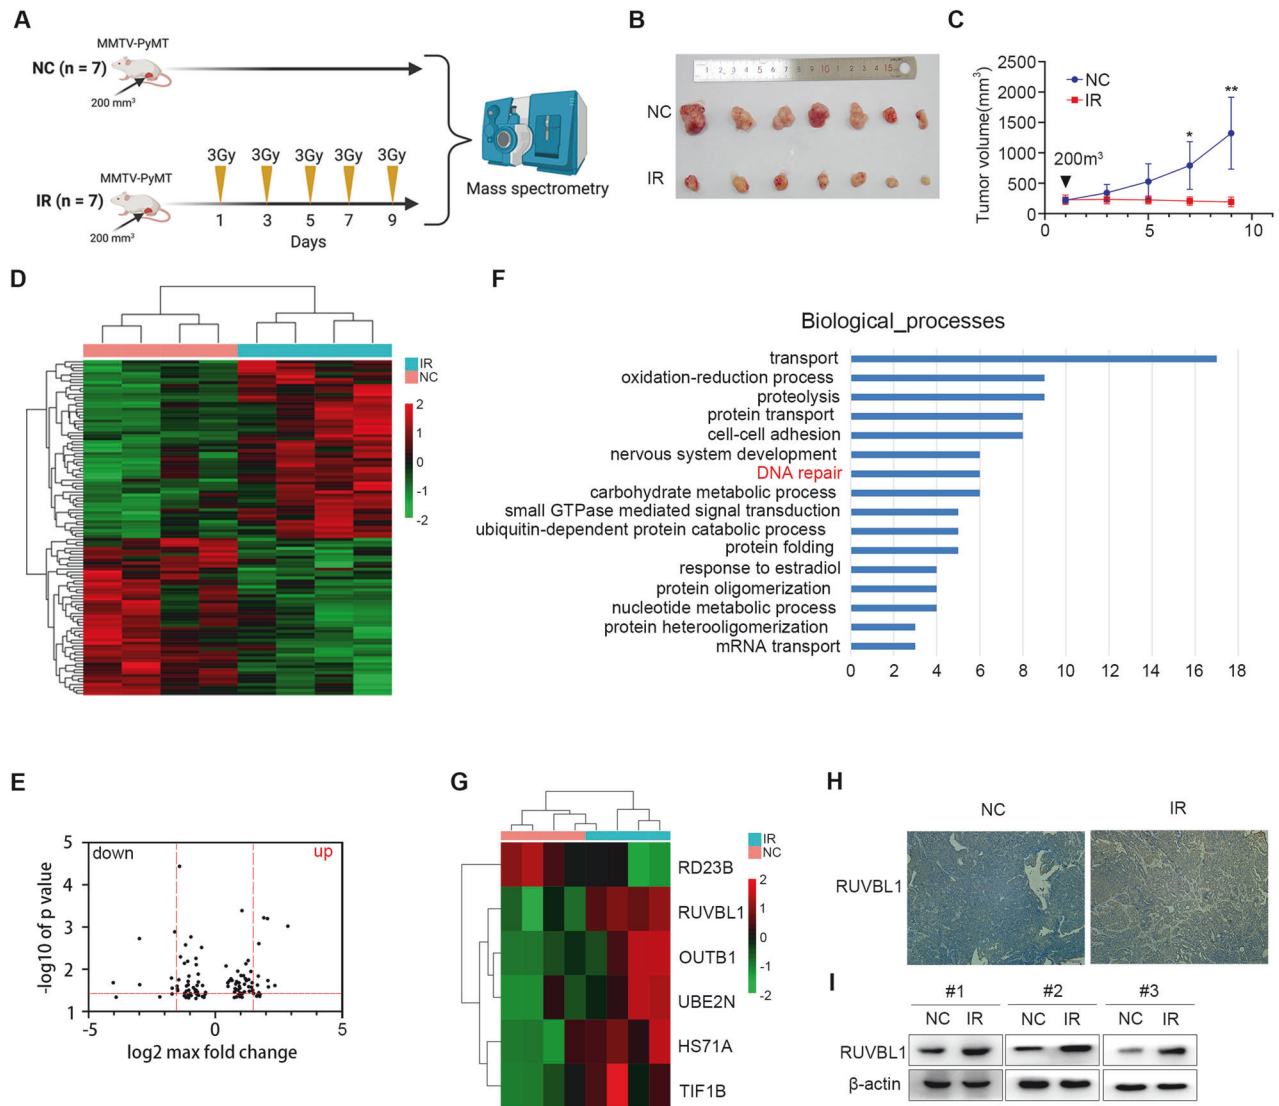 A
MMTV-PyMT
NC (n = 7)
200 mm³
3Gy 3Gy 3Gy 3Gy 3Gy
MMTV-PyMT
IR (n = 7)
200 mm³
1 3 5 7 9
Days
Mass spectrometry
B
NC
IR
C
Tumor volume(mm³)
2500
2000
1500
1000
500
0
NC
IR
200m³
*
**
0 5 10
D
IR
NC
2
1
0
-1
-2
F
Biological_processes
transport
oxidation-reduction process
proteolysis
protein transport
cell-cell adhesion
nervous system development
DNA repair
carbohydrate metabolic process
small GTPase mediated signal transduction
ubiquitin-dependent protein catabolic process
protein folding
response to estradiol
protein oligomerization
nucleotide metabolic process
protein heterooligomerization
mRNA transport
0 2 4 6 8 10 12 14 16 18
E
-log10 of p value
5
4
3
2
1
down
up
-5 0 5
log2 max fold change
G
IR
NC
2
1
0
-1
-2
RD23B
RUVBL1
OUTB1
UBE2N
HS71A
TIF1B
H
NC IR
RUVBL1
I
#1 #2 #3
NC IR NC IR NC IR
RUVBL1
β-actin